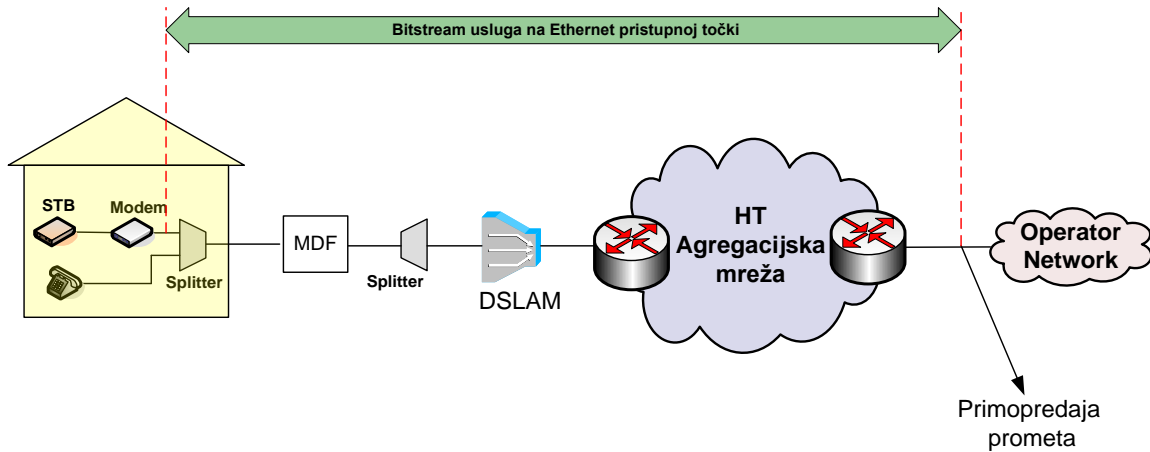 Bitstream usluga na Ethernet pristupnoj točki
STB
Modem
Splitter
MDF
Splitter
DSLAM
HT
Agregacijska
mreža
Operator
Network
Primopredaja
prometa